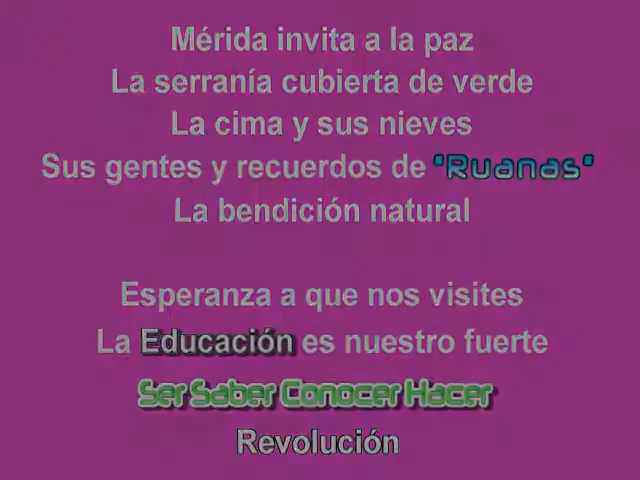 Mérida invita a la paz
La serranía cubierta de verde
La cima y sus nieves
Sus gentes y recuerdos de "Ruanas"
La bendición natural
Esperanza a que nos visites
La Educación es nuestro fuerte
Ser Saber Conocer Hacer
Revolución